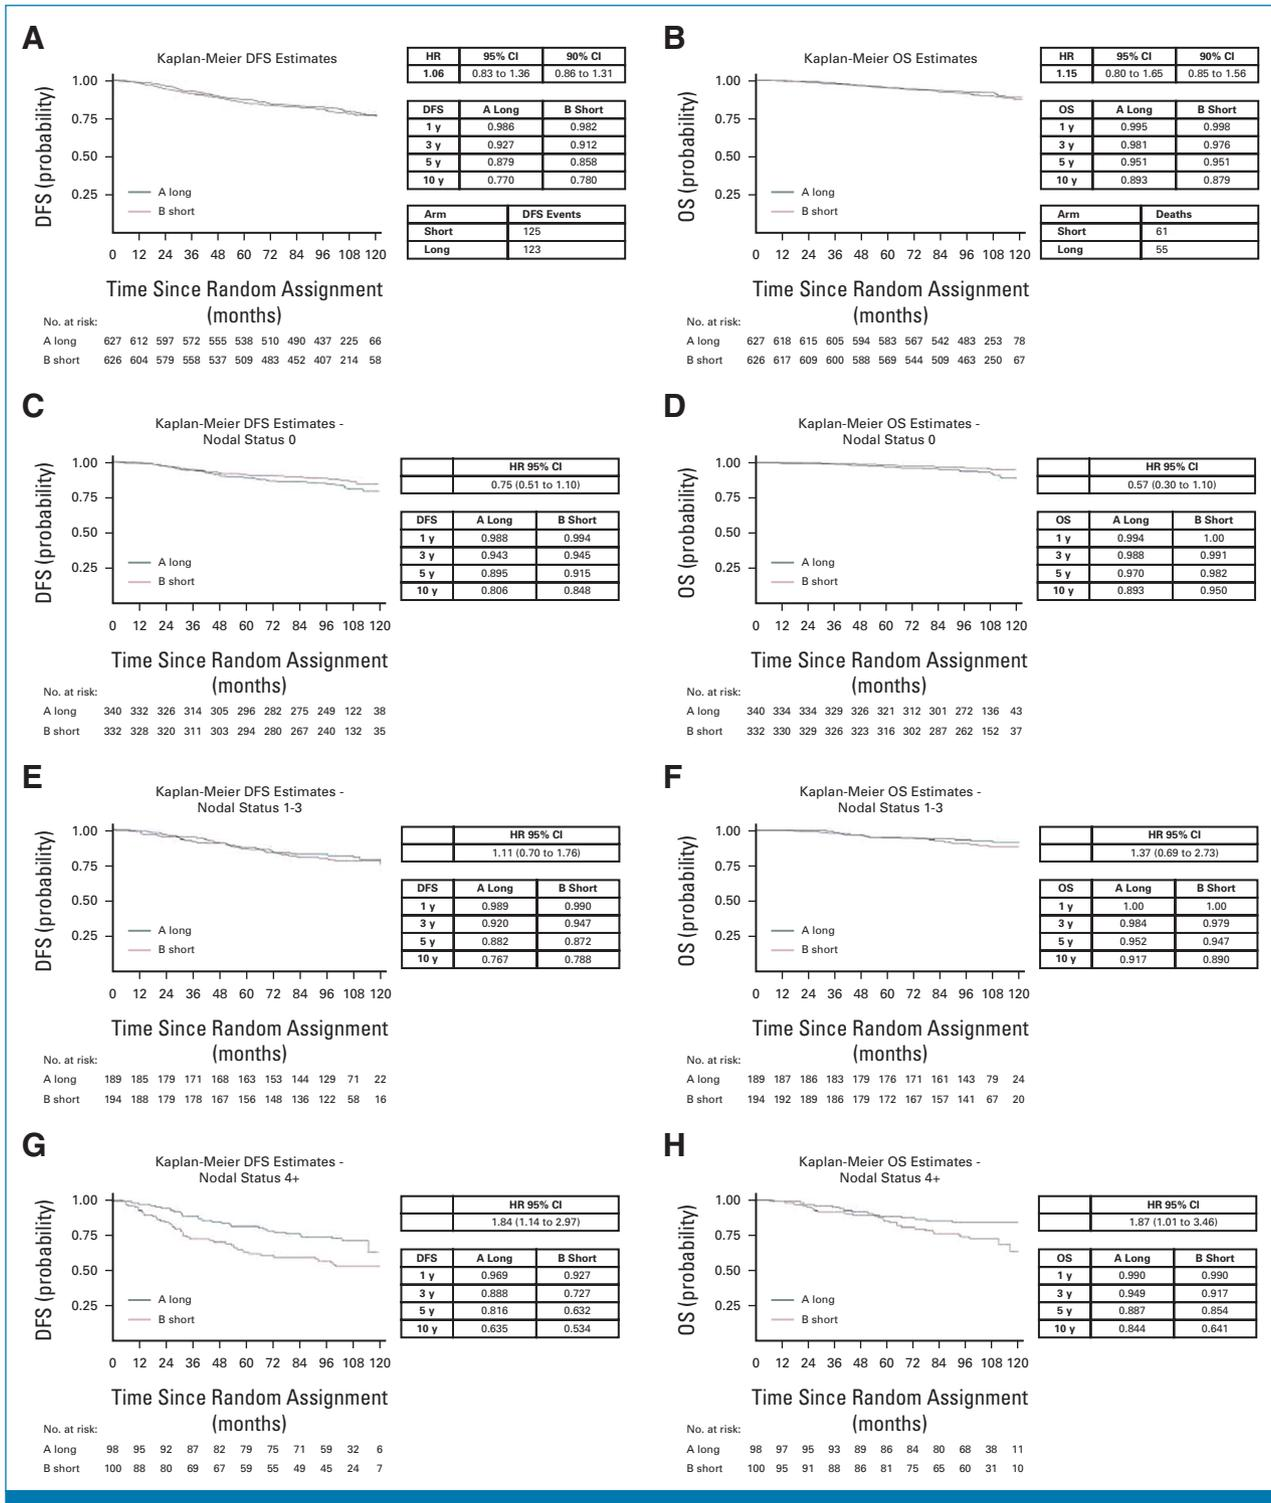 A
Kaplan-Meier DFS Estimates
DFS (probability)
1.00
0.75
0.50
0.25
A long
B short
0 12 24 36 48 60 72 84 96 108 120
Time Since Random Assignment
(months)
No. at risk:
A long 627 612 597 572 555 538 510 490 437 225 66
B short 626 604 579 558 537 509 483 452 407 214 58
HR 95% CI 90% CI
1.06 0.83 to 1.36 0.86 to 1.31
DFS A Long B Short
1 y 0.986 0.982
3 y 0.927 0.912
5 y 0.879 0.858
10 y 0.770 0.780
Arm DFS Events
Short 125
Long 123
B
Kaplan-Meier OS Estimates
OS (probability)
1.00
0.75
0.50
0.25
A long
B short
0 12 24 36 48 60 72 84 96 108 120
Time Since Random Assignment
(months)
No. at risk:
A long 627 618 615 605 594 583 567 542 483 253 78
B short 626 617 609 600 588 569 544 509 463 250 67
HR 95% CI 90% CI
1.15 0.80 to 1.65 0.85 to 1.56
OS A Long B Short
1 y 0.995 0.998
3 y 0.981 0.976
5 y 0.951 0.951
10 y 0.893 0.879
Arm Deaths
Short 61
Long 55
C
Kaplan-Meier DFS Estimates -
Nodal Status 0
DFS (probability)
1.00
0.75
0.50
0.25
A long
B short
0 12 24 36 48 60 72 84 96 108 120
Time Since Random Assignment
(months)
No. at risk:
A long 340 332 326 314 305 296 282 275 249 122 38
B short 332 328 320 311 303 294 280 267 240 132 35
HR 95% CI
0.75 (0.51 to 1.10)
DFS A Long B Short
1 y 0.988 0.994
3 y 0.943 0.945
5 y 0.895 0.915
10 y 0.806 0.848
D
Kaplan-Meier OS Estimates -
Nodal Status 0
OS (probability)
1.00
0.75
0.50
0.25
A long
B short
0 12 24 36 48 60 72 84 96 108 120
Time Since Random Assignment
(months)
No. at risk:
A long 340 334 334 329 326 321 312 301 272 136 43
B short 332 330 329 326 323 316 302 287 262 152 37
HR 95% CI
0.57 (0.30 to 1.10)
OS A Long B Short
1 y 0.994 1.00
3 y 0.988 0.991
5 y 0.970 0.982
10 y 0.893 0.950
E
Kaplan-Meier DFS Estimates -
Nodal Status 1-3
DFS (probability)
1.00
0.75
0.50
0.25
A long
B short
0 12 24 36 48 60 72 84 96 108 120
Time Since Random Assignment
(months)
No. at risk:
A long 189 185 179 171 168 163 153 144 129 71 22
B short 194 188 179 178 167 156 148 136 122 58 16
HR 95% CI
1.11 (0.70 to 1.76)
DFS A Long B Short
1 y 0.989 0.990
3 y 0.920 0.947
5 y 0.882 0.872
10 y 0.767 0.788
F
Kaplan-Meier OS Estimates -
Nodal Status 1-3
OS (probability)
1.00
0.75
0.50
0.25
A long
B short
0 12 24 36 48 60 72 84 96 108 120
Time Since Random Assignment
(months)
No. at risk:
A long 189 187 186 183 179 176 171 161 143 79 24
B short 194 192 189 186 179 172 167 157 141 67 20
HR 95% CI
1.37 (0.69 to 2.73)
OS A Long B Short
1 y 1.00 1.00
3 y 0.984 0.979
5 y 0.952 0.947
10 y 0.917 0.890
G
Kaplan-Meier DFS Estimates -
Nodal Status 4+
DFS (probability)
1.00
0.75
0.50
0.25
A long
B short
0 12 24 36 48 60 72 84 96 108 120
Time Since Random Assignment
(months)
No. at risk:
A long 98 95 92 87 82 79 75 71 59 32 6
B short 100 88 80 69 67 59 55 49 45 24 7
HR 95% CI
1.84 (1.14 to 2.97)
DFS A Long B Short
1 y 0.969 0.927
3 y 0.888 0.727
5 y 0.816 0.632
10 y 0.635 0.534
H
Kaplan-Meier OS Estimates -
Nodal Status 4+
OS (probability)
1.00
0.75
0.50
0.25
A long
B short
0 12 24 36 48 60 72 84 96 108 120
Time Since Random Assignment
(months)
No. at risk:
A long 98 97 95 93 89 86 84 80 68 38 11
B short 100 95 91 88 86 81 75 65 60 31 10
HR 95% CI
1.87 (1.01 to 3.46)
OS A Long B Short
1 y 0.990 0.990
3 y 0.949 0.917
5 y 0.887 0.854
10 y 0.844 0.641